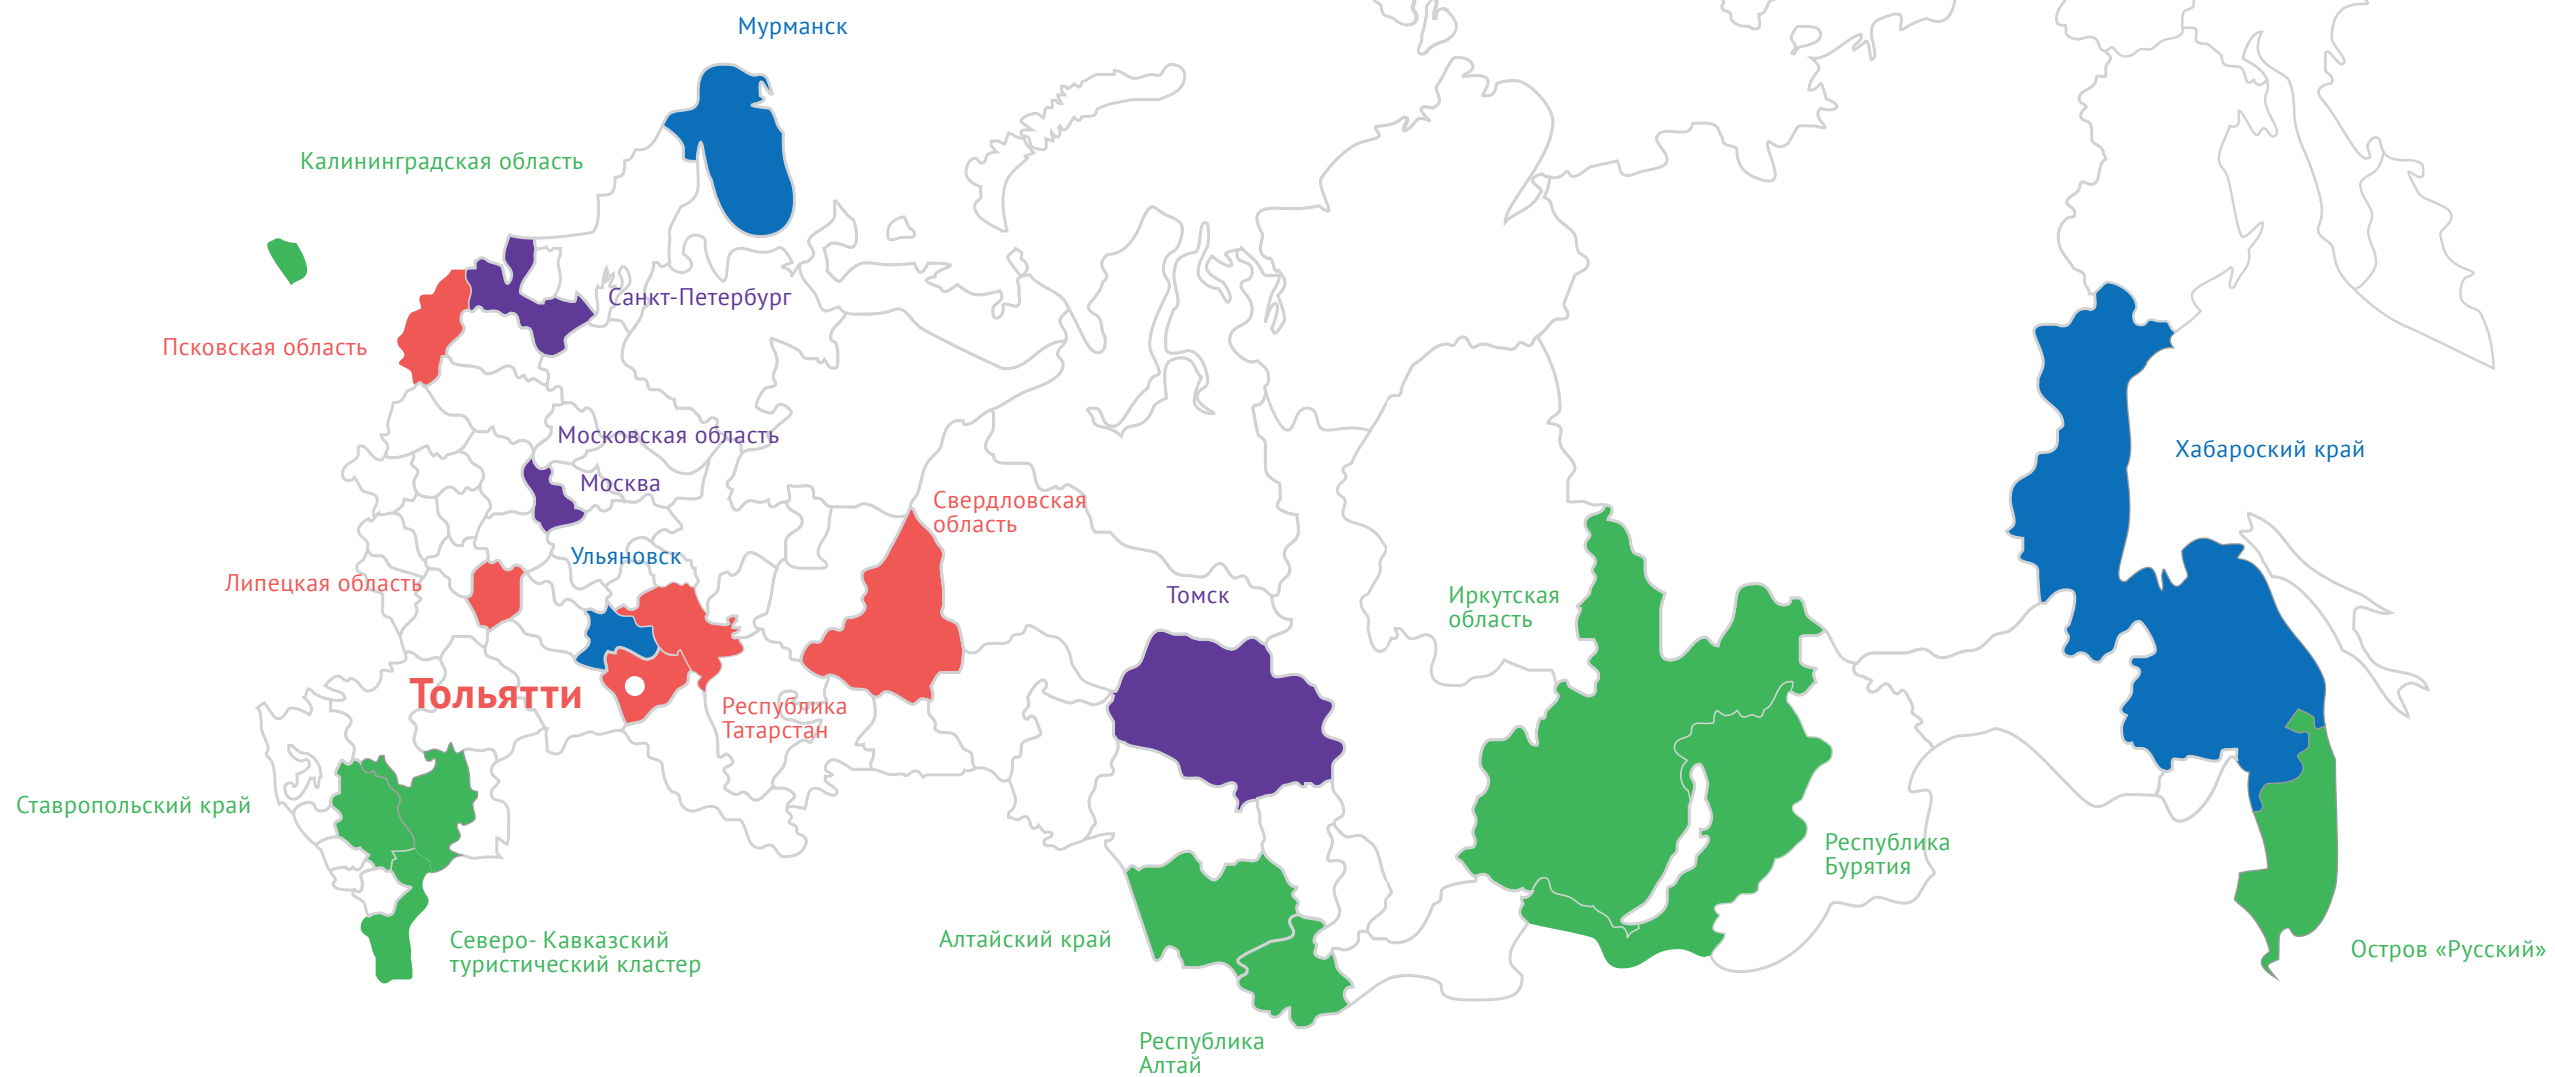 Мурманск
Калининградская область
Санкт-Петербург
Псковская область
Московская область
Москва
Хабароский край
Свердловская
область
Ульяновск
Липецкая область
Томск
Иркутская
область
Тольятти
Республика
Татарстан
Ставропольский край
Республика
Бурятия
Северо- Кавказский
туристический кластер
Алтайский край
Остров «Русский»
Республика
Алтай